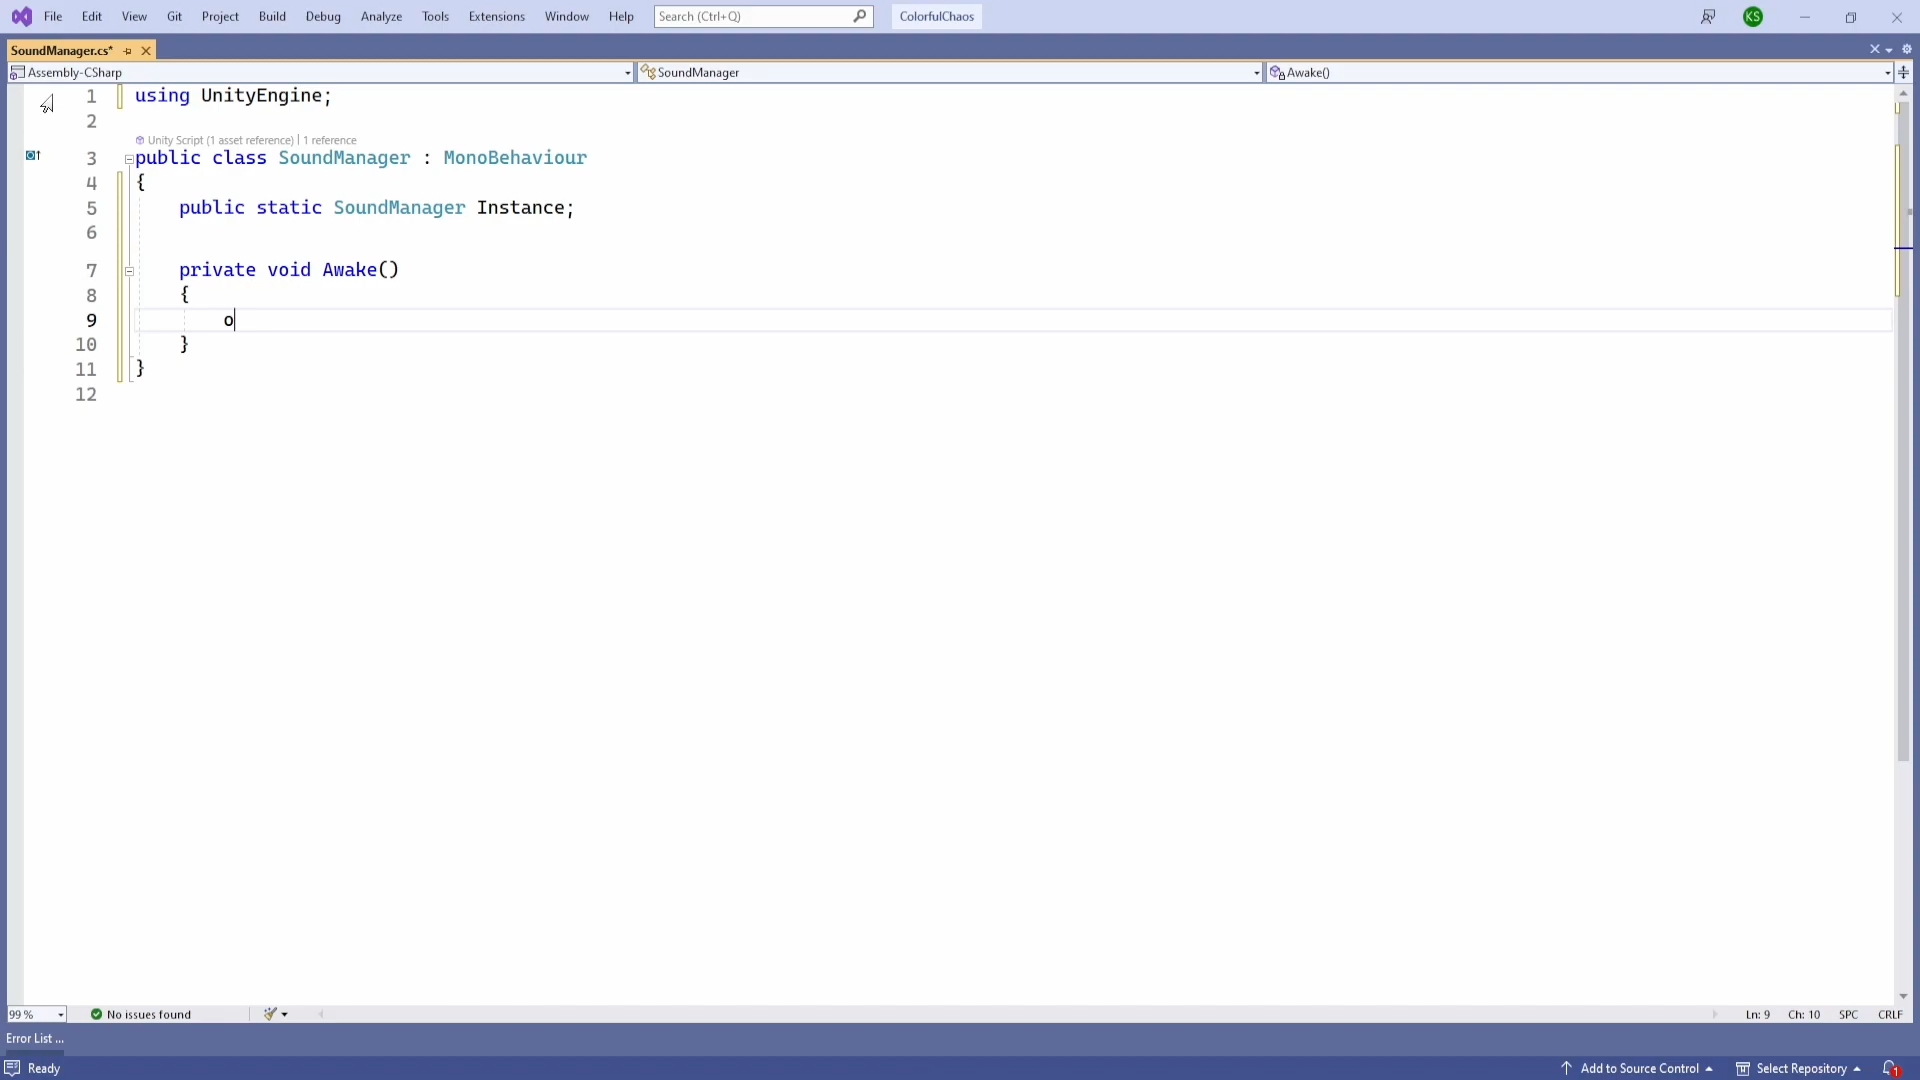 File Edit View Git Project Build Debug Analyze Tools Extensions Window Help Search (Ctrl+Q) ColorfulChaos KS
SoundManager.cs*
Assembly-CSharp SoundManager Awake()
1 using UnityEngine;
2
Unity Script (1 asset reference) | 1 reference
3 public class SoundManager : MonoBehaviour
4 {
5 public static SoundManager Instance;
6
7 private void Awake()
8 {
9 o
10 }
11 }
12
99 % No issues found Ln: 9 Ch: 10 SPC CRLF
Error List ...
Ready Add to Source Control Select Repository 1